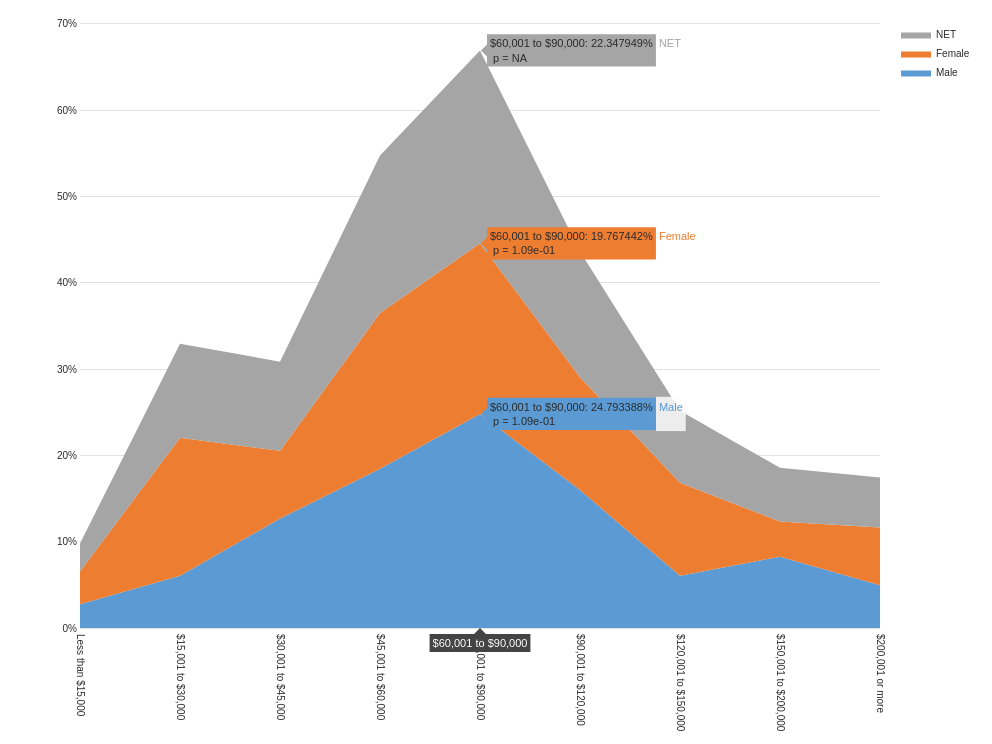 70%
60%
50%
40%
30%
20%
10%
0%
$60,001 to $90,000: 22.347949% NET
p = NA
$60,001 to $90,000: 19.767442% Female
p = 1.09e-01
$60,001 to $90,000: 24.793388% Male
p = 1.09e-01
NET
Female
Male
Less than $15,000
$15,001 to $30,000
$30,001 to $45,000
$45,001 to $60,000
$60,001 to $90,000
,001 to $90,000
$90,001 to $120,000
$120,001 to $150,000
$150,001 to $200,000
$200,001 or more